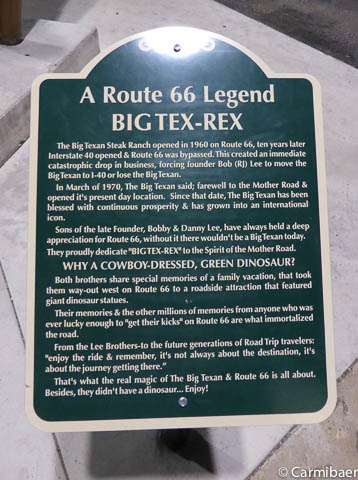 A Route 66 Legend
BIG TEX-REX
The Big Texan Steak Ranch opened in 1960 on Route 66, ten years later
Interstate 40 opened & Route 66 was bypassed. This created an immediate
catastrophic drop in business, forcing founder Bob (RJ) Lee to move the
Big Texan to I-40 or lose the Big Texan.
In March of 1970, The Big Texan said; farewell to the Mother Road &
opened it's present day location. Since that date, The Big Texan has been
blessed with continuous prosperity & has grown into an international
icon.
Sons of the late Founder, Bobby & Danny Lee, have always held a deep
appreciation for Route 66, without it there wouldn't be a Big Texan today.
They proudly dedicate "BIG TEX-REX" to the Spirit of the Mother Road.
WHY A COWBOY-DRESSED, GREEN DINOSAUR?
Both brothers share special memories of a family vacation, that took
them way-out west on Route 66 to a roadside attraction that featured
giant dinosaur statues.
Their memories & the other millions of memories from anyone who was
ever lucky enough to "get their kicks" on Route 66 are what immortalized
the road.
From the Lee Brothers-to the future generations of Road Trip travelers:
"enjoy the ride & remember, it's not always about the destination, it's
about the journey getting there."
That's what the real magic of The Big Texan & Route 66 is all about.
Besides, they didn't have a dinosaur... Enjoy!
© Carmibaer